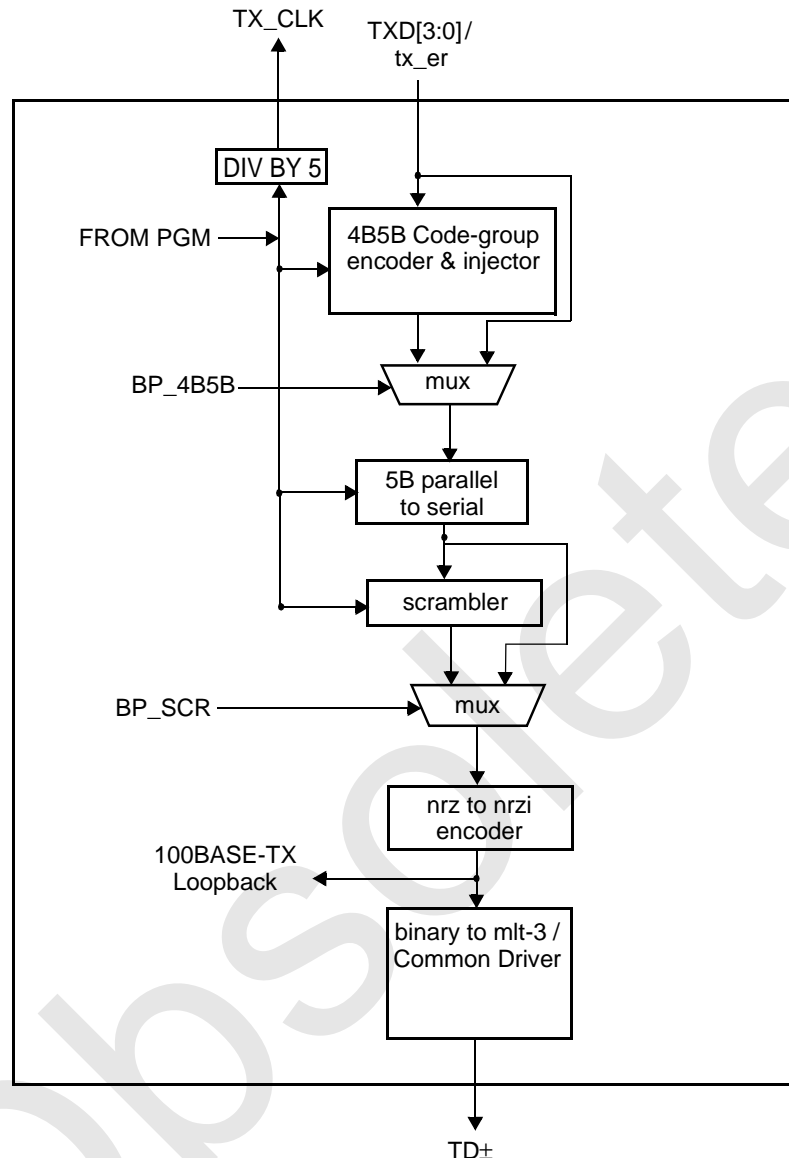 TX_CLK
TXD[3:0]/
tx_er
DIV BY 5
FROM PGM
4B5B Code-group
encoder & injector
BP_4B5B
mux
5B parallel
to serial
scrambler
BP_SCR
mux
nrz to nrzi
encoder
100BASE-TX
Loopback
binary to mlt-3 /
Common Driver
TD±
obsolete